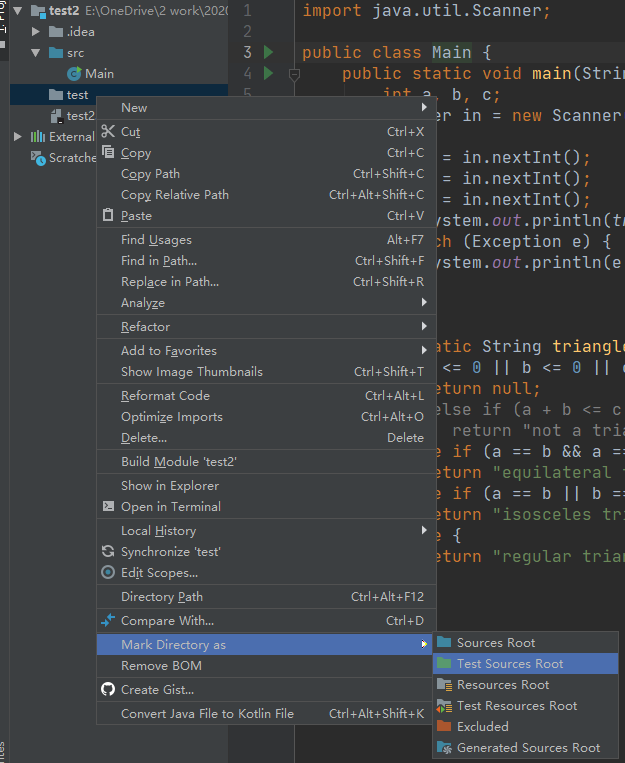 test2 E:\OneDrive\2 work\202
.idea
src
Main
test
test2
External
Scratche
1 import java.util.Scanner;
2
3 public class Main {
4 public static void main(Strin
5 int a, b, c;
er in = new Scanner
= in.nextInt();
= in.nextInt();
= in.nextInt();
ystem.out.println(t
ch (Exception e) {
ystem.out.println(e
atic String triangle
<= 0 || b <= 0 ||
eturn null;
else if (a + b <= c
return "not a tria
e if (a == b && a ==
eturn "equilateral t
e if (a == b || b ==
eturn "isosceles tri
e {
eturn "regular trian
New
Cut Ctrl+X
Copy Ctrl+C
Copy Path Ctrl+Shift+C
Copy Relative Path Ctrl+Alt+Shift+C
Paste Ctrl+V
Find Usages Alt+F7
Find in Path... Ctrl+Shift+F
Replace in Path... Ctrl+Shift+R
Analyze
Refactor
Add to Favorites
Show Image Thumbnails Ctrl+Shift+T
Reformat Code Ctrl+Alt+L
Optimize Imports Ctrl+Alt+O
Delete... Delete
Build Module 'test2'
Show in Explorer
Open in Terminal
Local History
Synchronize 'test'
Edit Scopes...
Directory Path Ctrl+Alt+F12
Compare With... Ctrl+D
Mark Directory as
Remove BOM
Create Gist...
Convert Java File to Kotlin File Ctrl+Alt+Shift+K
Sources Root
Test Sources Root
Resources Root
Test Resources Root
Excluded
Generated Sources Root